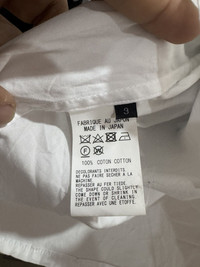 3
FABRIQUE AU JAPON
MADE IN JAPAN
100% COTON COTTON
DECOLORANTS INTERDITS
NE PAS FAIRE SECHER A LA
MACHINE
REPASSER AU FER TIEDE
THE SHAPE COULD SLIGHTLY
COME DOWN OR SHRINK IN
THE EVENT OF CLEANING.
REPASSER AVEC UNE ETOFFE